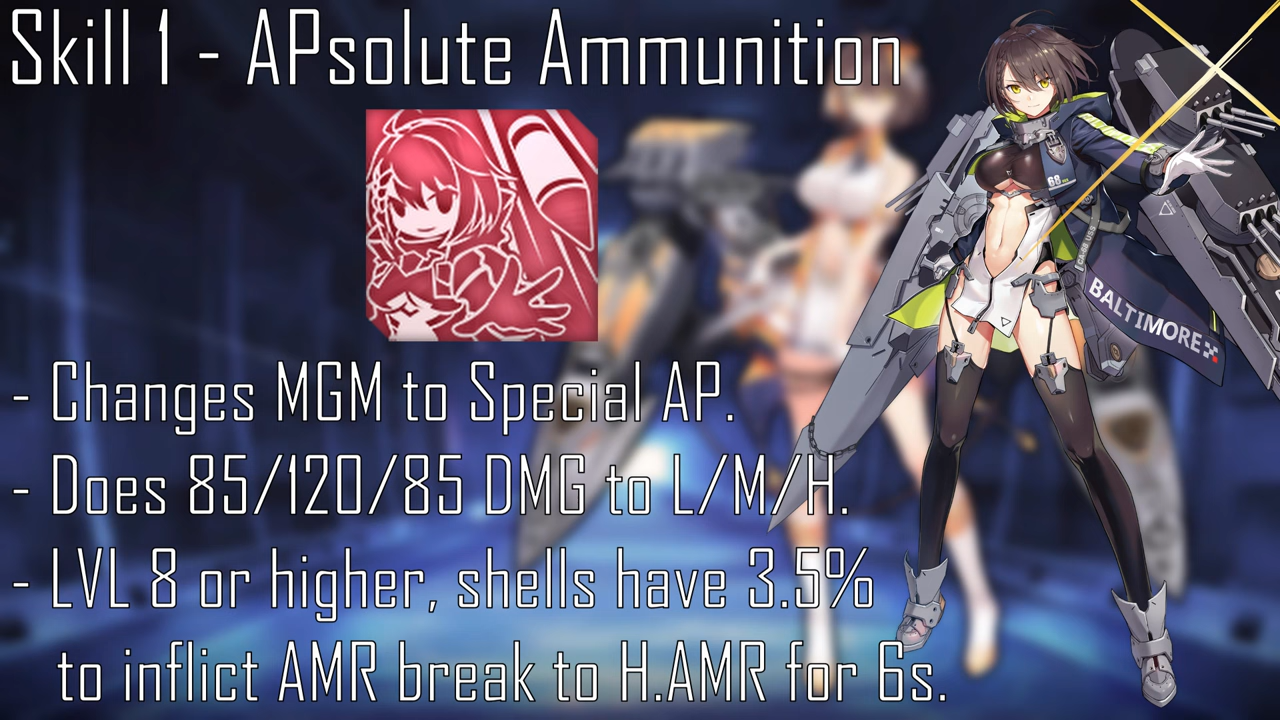 Skill 1 - APsolute Ammunition
68
BALTIMORE
- Changes MGM to Special AP.
- Does 85/120/85 DMG to L/M/H.
- LVL 8 or higher, shells have 3.5%
to inflict AMR break to H.AMR for 6s.